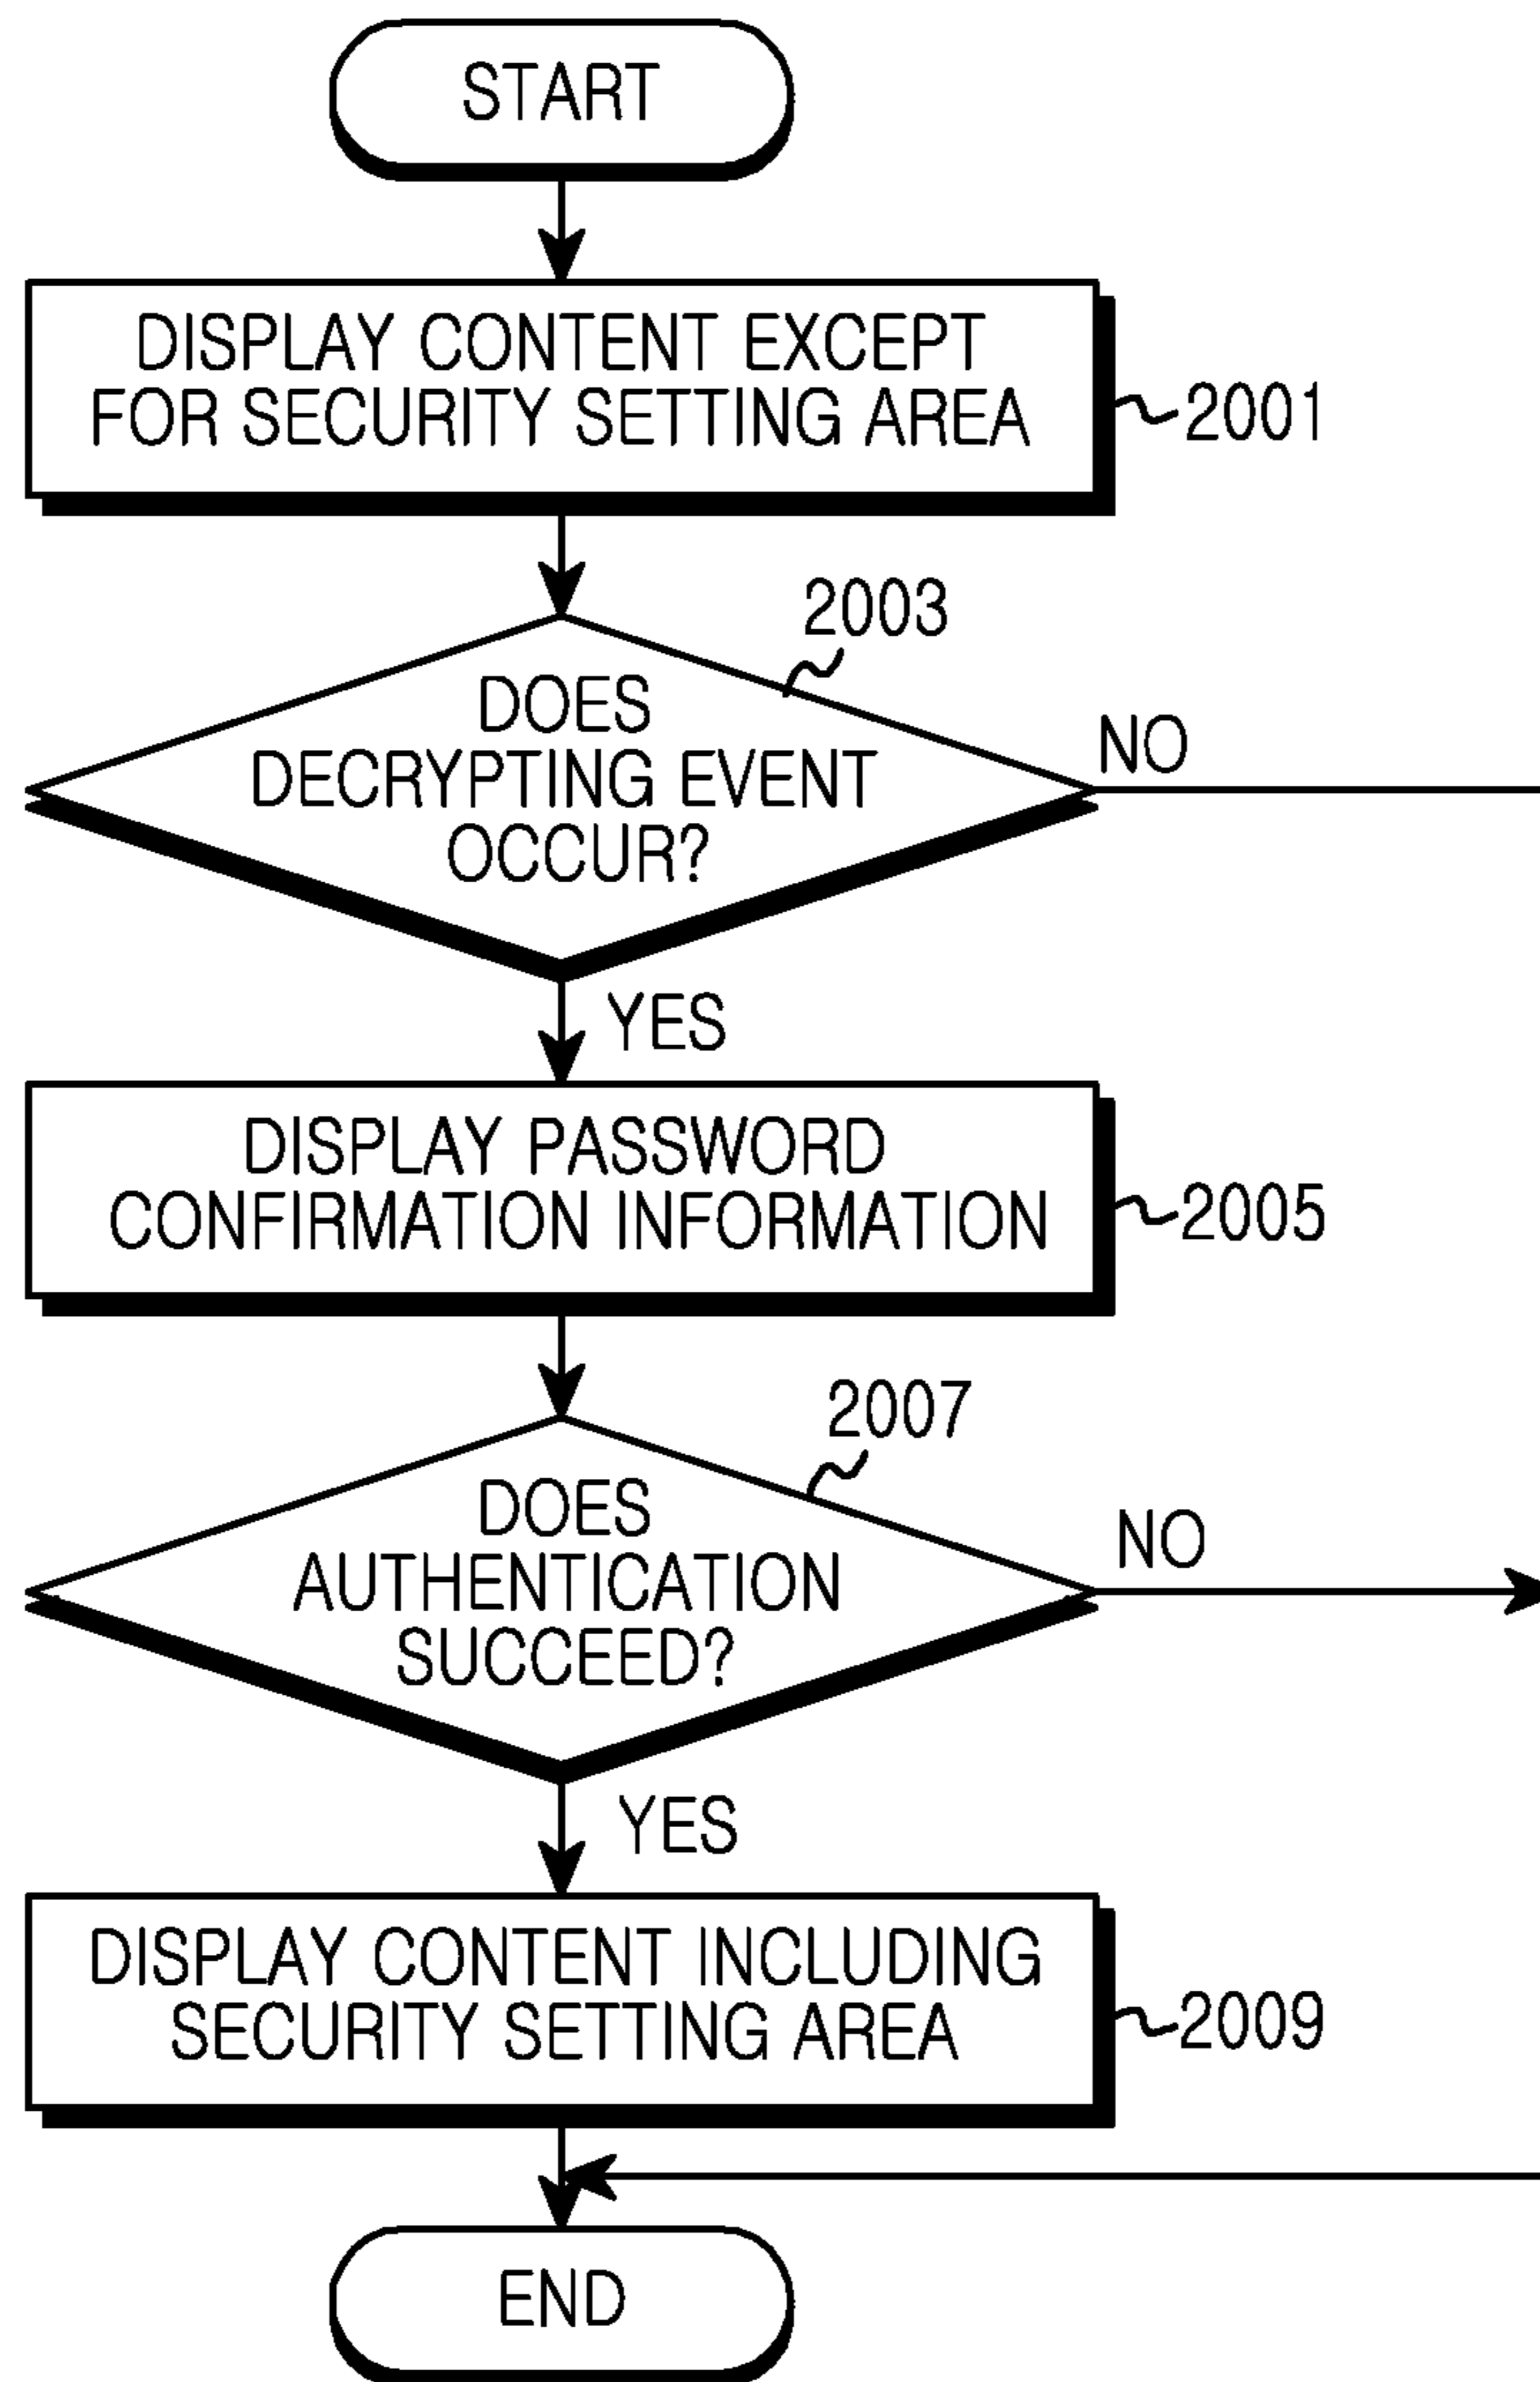 START
DISPLAY CONTENT EXCEPT
FOR SECURITY SETTING AREA
2001
2003
DOES
DECRYPTING EVENT
OCCUR?
NO
YES
DISPLAY PASSWORD
CONFIRMATION INFORMATION
2005
2007
DOES
AUTHENTICATION
SUCCEED?
NO
YES
DISPLAY CONTENT INCLUDING
SECURITY SETTING AREA
2009
END